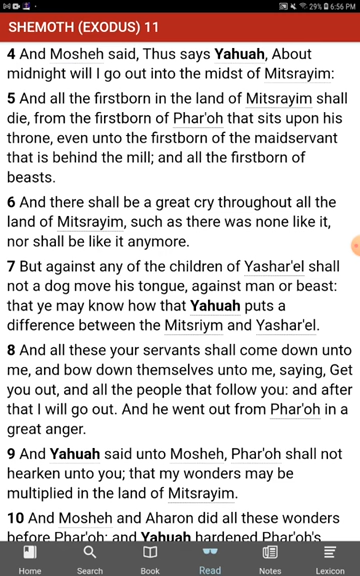 29% 6:56 PM
SHEMOTH (EXODUS) 11
4 And Mosheh said, Thus says Yahuah, About
midnight will I go out into the midst of Mitsrayim:
5 And all the firstborn in the land of Mitsrayim shall
die, from the firstborn of Phar'oh that sits upon his
throne, even unto the firstborn of the maidservant
that is behind the mill; and all the firstborn of
beasts.
6 And there shall be a great cry throughout all the
land of Mitsrayim, such as there was none like it,
nor shall be like it anymore.
7 But against any of the children of Yashar'el shall
not a dog move his tongue, against man or beast:
that ye may know how that Yahuah puts a
difference between the Mitsriym and Yashar'el.
8 And all these your servants shall come down unto
me, and bow down themselves unto me, saying, Get
you out, and all the people that follow you: and after
that I will go out. And he went out from Phar'oh in a
great anger.
9 And Yahuah said unto Mosheh, Phar'oh shall not
hearken unto you; that my wonders may be
multiplied in the land of Mitsrayim.
10 And Mosheh and Aharon did all these wonders
before Phar'oh: and Yahuah hardened Phar'oh's
Home Search Book Read Notes Lexicon